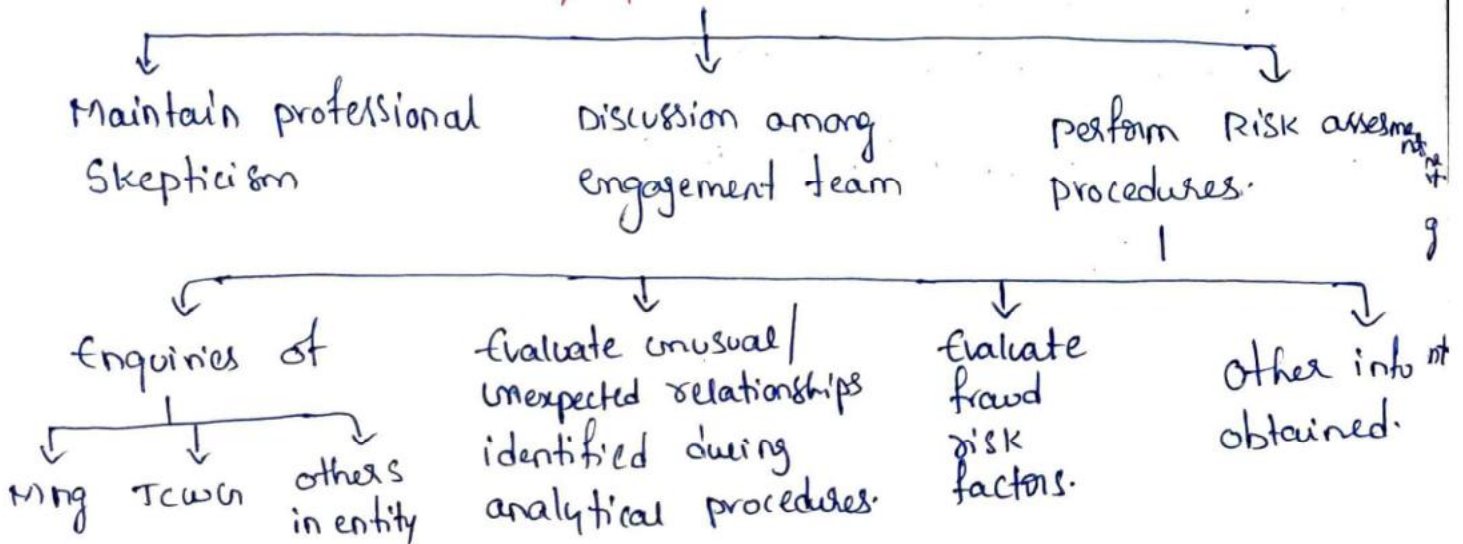 Maintain professional
Skepticism
Discussion among
engagement team
perform Risk assesment
procedures.
Enquiries of
Mng
TCWG
others
in entity
Evaluate unusual/
unexpected relationships
identified during
analytical procedures.
Evaluate
fraud
risk
factors.
Other info
obtained.